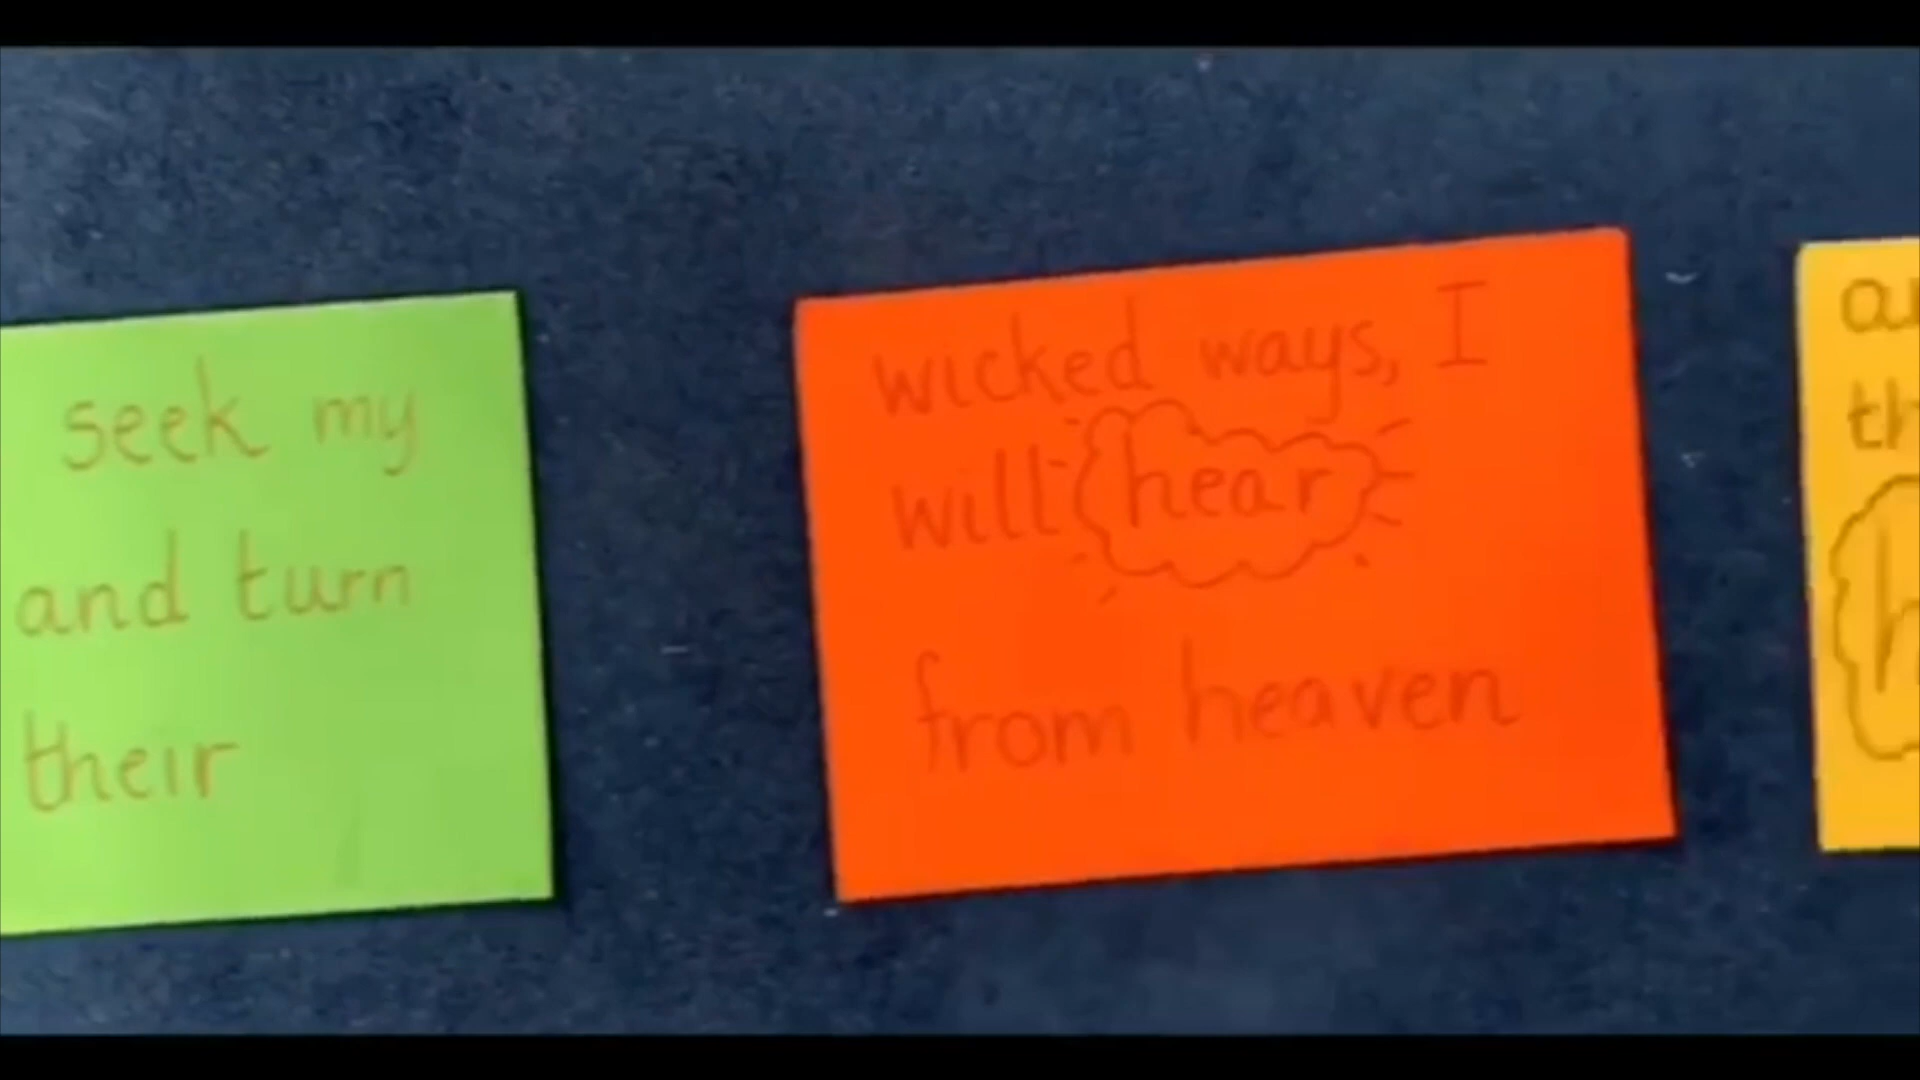 seek my
and turn
their
wicked ways, I
will hear
from heaven